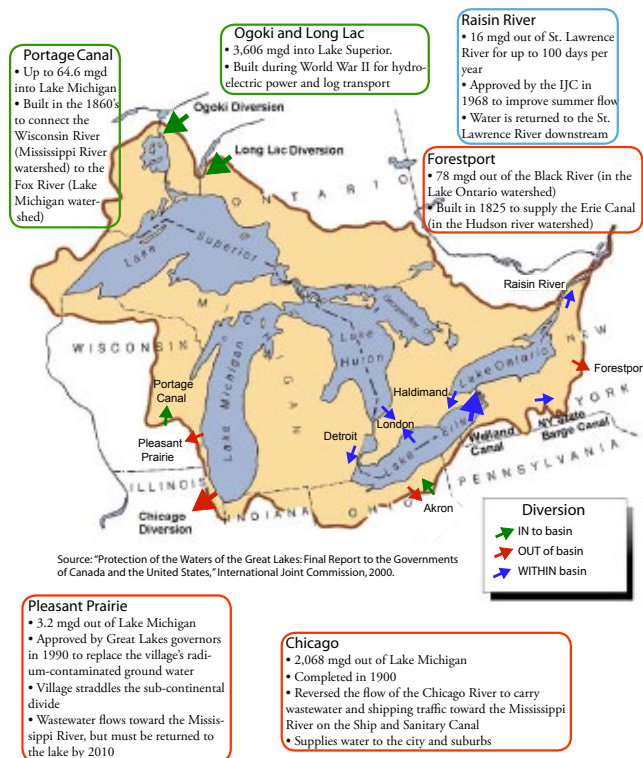 Portage Canal
• Up to 64.6 mgd
into Lake Michigan
• Built in the 1860's
to connect the
Wisconsin River
(Mississippi River
watershed) to the
Fox River (Lake
Michigan water-
shed)
Ogoki and Long Lac
• 3,606 mgd into Lake Superior.
• Built during World War II for hydro-
electric power and log transport
Raisin River
• 16 mgd out of St. Lawrence
River for up to 100 days per
year
• Approved by the IJC in
1968 to improve summer flow
• Water is returned to the St.
Lawrence River downstream
Forestport
• 78 mgd out of the Black River (in the
Lake Ontario watershed)
• Built in 1825 to supply the Erie Canal
(in the Hudson river watershed)
Ogoki Diversion
Long Lac Diversion
ONTARIO
Lake Superior
MICHIGAN
WISCONSIN
Lake Michigan
Lake Huron
Georgian Bay
Lake Ontario
Lake Erie
Raisin River
NEW YORK
Forestpor
Portage
Canal
Haldimand
London
Detroit
Pleasant
Prairie
Welland
Canal
NY State
Barge Canal
PENNSYLVANIA
ILLINOIS
INDIANA
OHIO
Chicago
Diversion
Akron
Diversion
IN to basin
OUT of basin
WITHIN basin
Source: "Protection of the Waters of the Great Lakes: Final Report to the Governments
of Canada and the United States," International Joint Commission, 2000.
Pleasant Prairie
• 3.2 mgd out of Lake Michigan
• Approved by Great Lakes governors
in 1990 to replace the village's radi-
um-contaminated ground water
• Village straddles the sub-continental
divide
• Wastewater flows toward the Missis-
sippi River, but must be returned to
the lake by 2010
Chicago
• 2,068 mgd out of Lake Michigan
• Completed in 1900
• Reversed the flow of the Chicago River to carry
wastewater and shipping traffic toward the Mississippi
River on the Ship and Sanitary Canal
• Supplies water to the city and suburbs